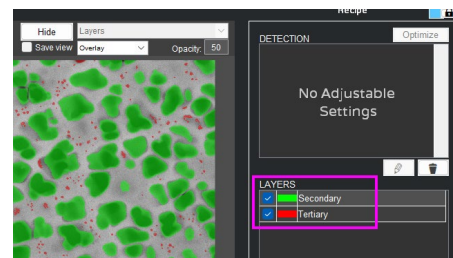 Recipe
Hide
Layers
Save view
Overlay
Opacity: 50
DETECTION
Optimize
No Adjustable
Settings
LAYERS
Secondary
Tertiary